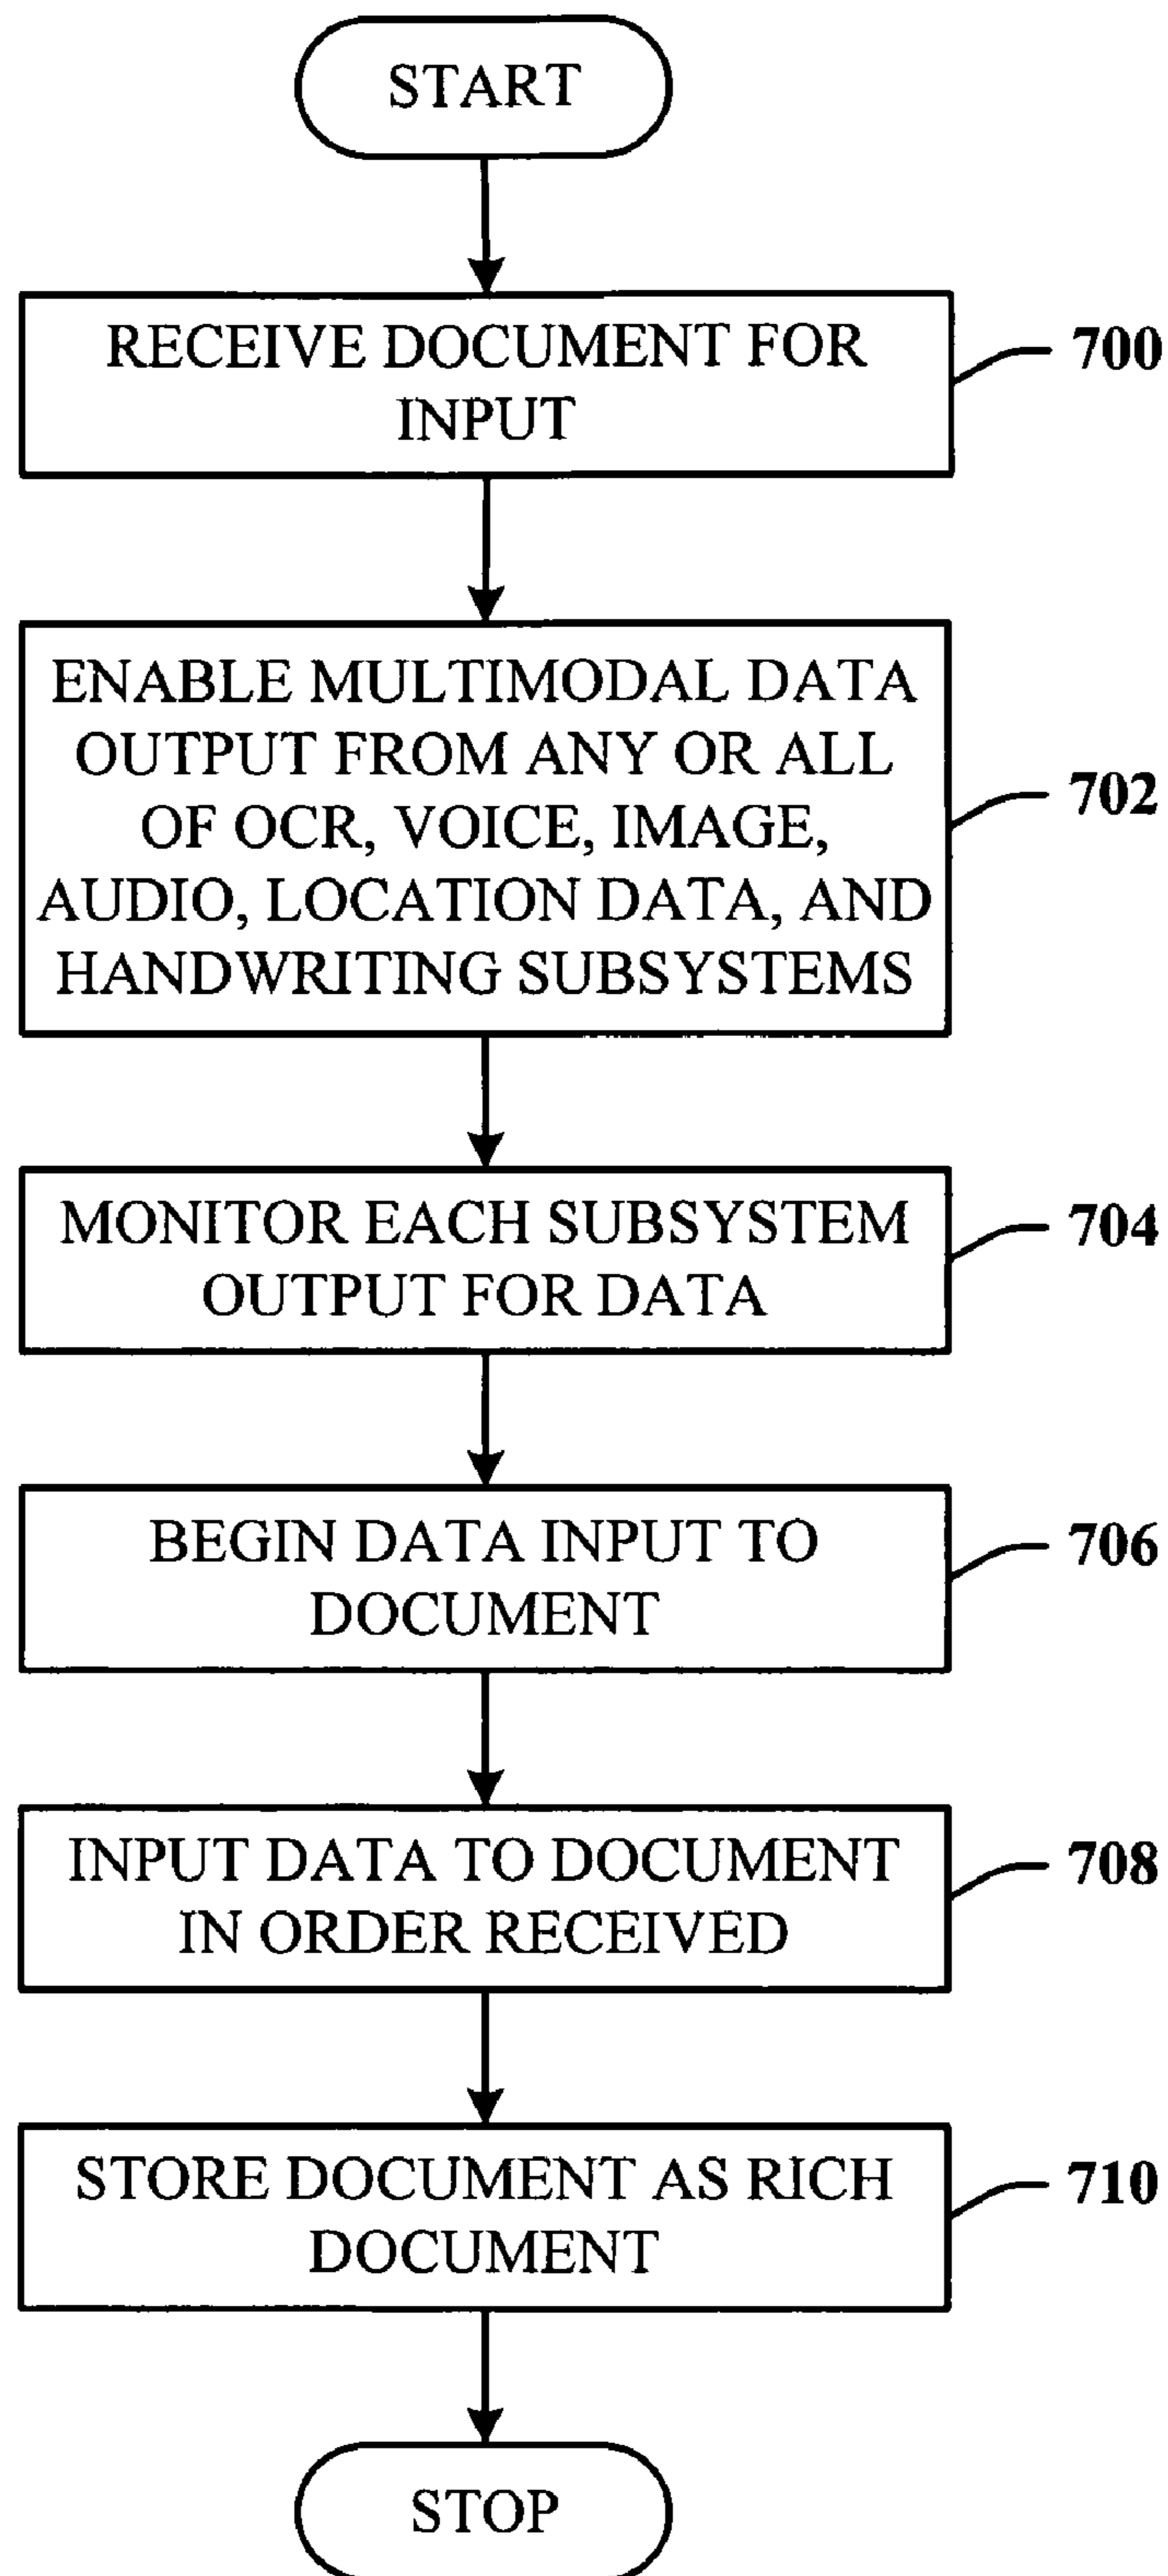 START
RECEIVE DOCUMENT FOR
INPUT
700
ENABLE MULTIMODAL DATA
OUTPUT FROM ANY OR ALL
OF OCR, VOICE, IMAGE,
AUDIO, LOCATION DATA, AND
HANDWRITING SUBSYSTEMS
702
MONITOR EACH SUBSYSTEM
OUTPUT FOR DATA
704
BEGIN DATA INPUT TO
DOCUMENT
706
INPUT DATA TO DOCUMENT
IN ORDER RECEIVED
708
STORE DOCUMENT AS RICH
DOCUMENT
710
STOP